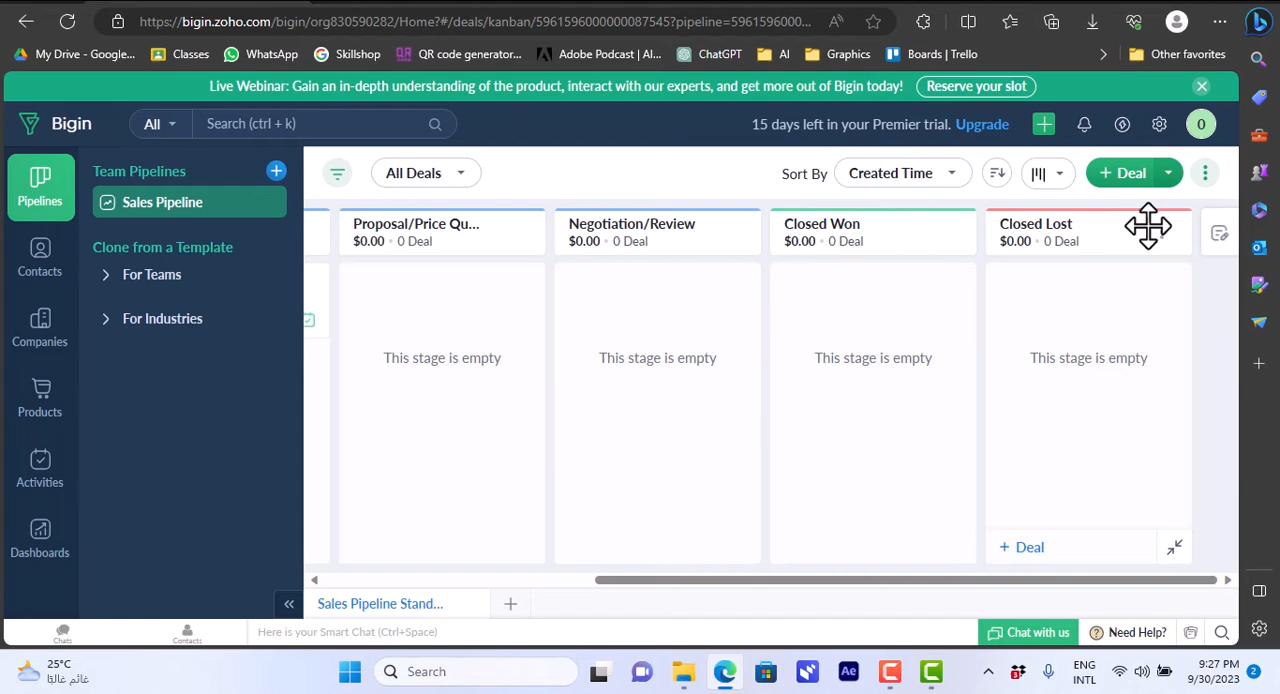 https://bigin.zoho.com/bigin/org830590282/Home#/deals/kanban/5961596000000087545?pipeline=5961596000...
My Drive - Google... Classes WhatsApp Skillshop QR code generator... Adobe Podcast | AI... ChatGPT AI Graphics Boards | Trello Other favorites
Live Webinar: Gain an in-depth understanding of the product, interact with our experts, and get more out of Bigin today! Reserve your slot
Bigin All Search (ctrl + k) 15 days left in your Premier trial. Upgrade 0
Pipelines
Contacts
Companies
Products
Activities
Dashboards
Team Pipelines
Sales Pipeline
Clone from a Template
For Teams
For Industries
All Deals Sort By Created Time + Deal
Proposal/Price Qu...
$0.00 • 0 Deal
This stage is empty
Negotiation/Review
$0.00 • 0 Deal
This stage is empty
Closed Won
$0.00 • 0 Deal
This stage is empty
Closed Lost
$0.00 • 0 Deal
This stage is empty
+ Deal
Sales Pipeline Stand...
Chats Contacts Here is your Smart Chat (Ctrl+Space) Chat with us Need Help?
25°C
غائم غالبًا
Search
Ae
3
ENG
INTL
9:27 PM
9/30/2023
2